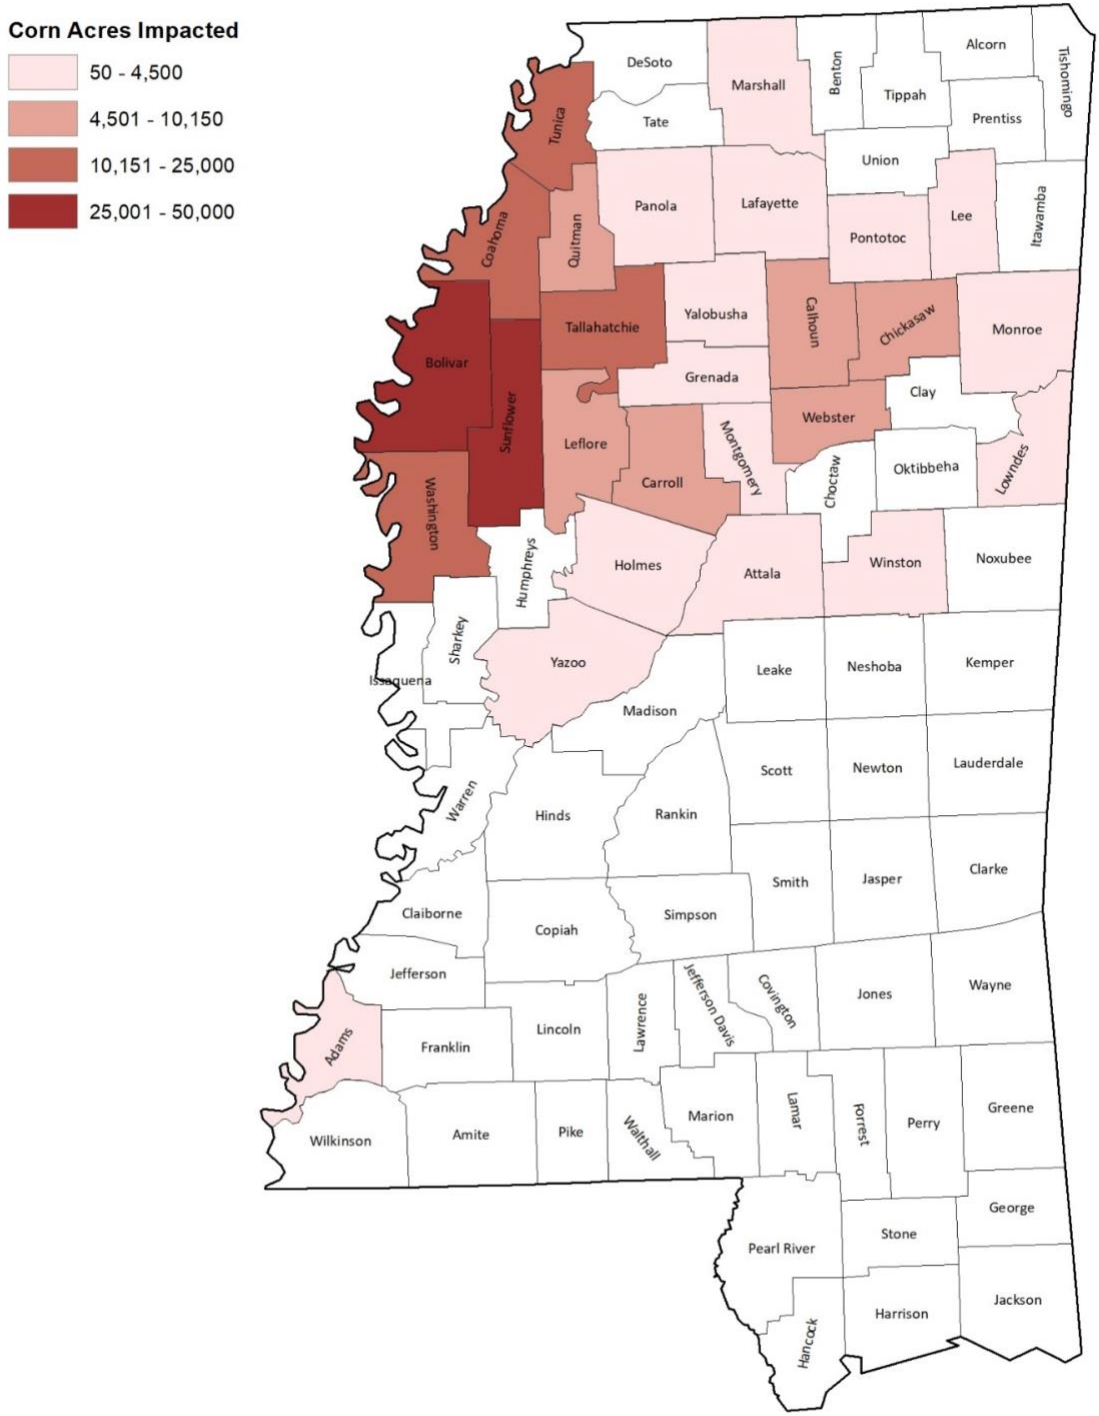 Corn Acres Impacted
50 - 4,500
4,501 - 10,150
10,151 - 25,000
25,001 - 50,000
DeSoto
Marshall
Benton
Tippah
Alcorn
Tishomingo
Tunica
Tate
Prentiss
Union
Coahoma
Quitman
Panola
Lafayette
Pontotoc
Lee
Itawamba
Bolivar
Sunflower
Tallahatchie
Yalobusha
Calhoun
Chickasaw
Monroe
Grenada
Clay
Leflore
Carroll
Montgomery
Webster
Choctaw
Oktibbeha
Lowndes
Washington
Humphreys
Holmes
Attala
Winston
Noxubee
Sharkey
Issaquena
Yazoo
Madison
Leake
Neshoba
Kemper
Warren
Hinds
Rankin
Scott
Newton
Lauderdale
Claiborne
Copiah
Simpson
Smith
Jasper
Clarke
Jefferson
Adams
Franklin
Lincoln
Lawrence
Jefferson Davis
Covington
Jones
Wayne
Wilkinson
Amite
Pike
Walthall
Marion
Lamar
Forrest
Perry
Greene
Pearl River
Stone
George
Hancock
Harrison
Jackson